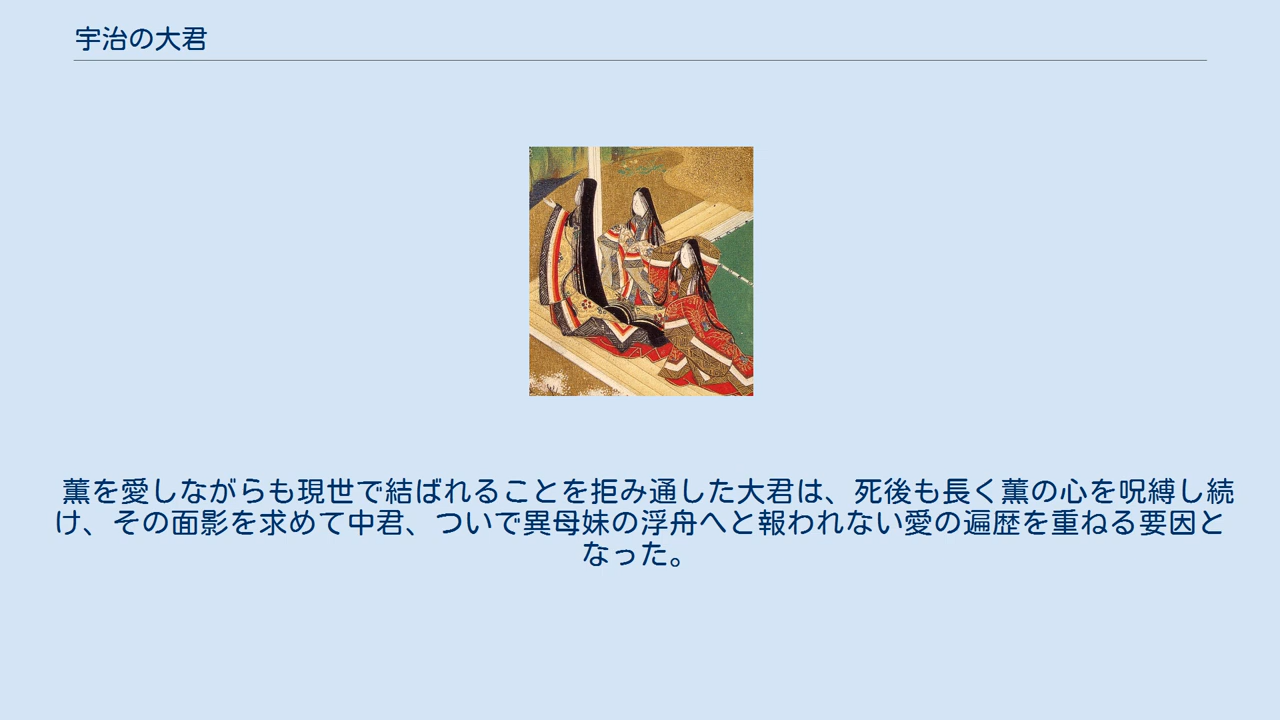 宇治の大君
薫を愛しながらも現世で結ばれることを拒み通した大君は、死後も長く薫の心を呪縛し続
け、その面影を求めて中君、ついで異母妹の浮舟へと報われない愛の遍歴を重ねる要因と
なった。